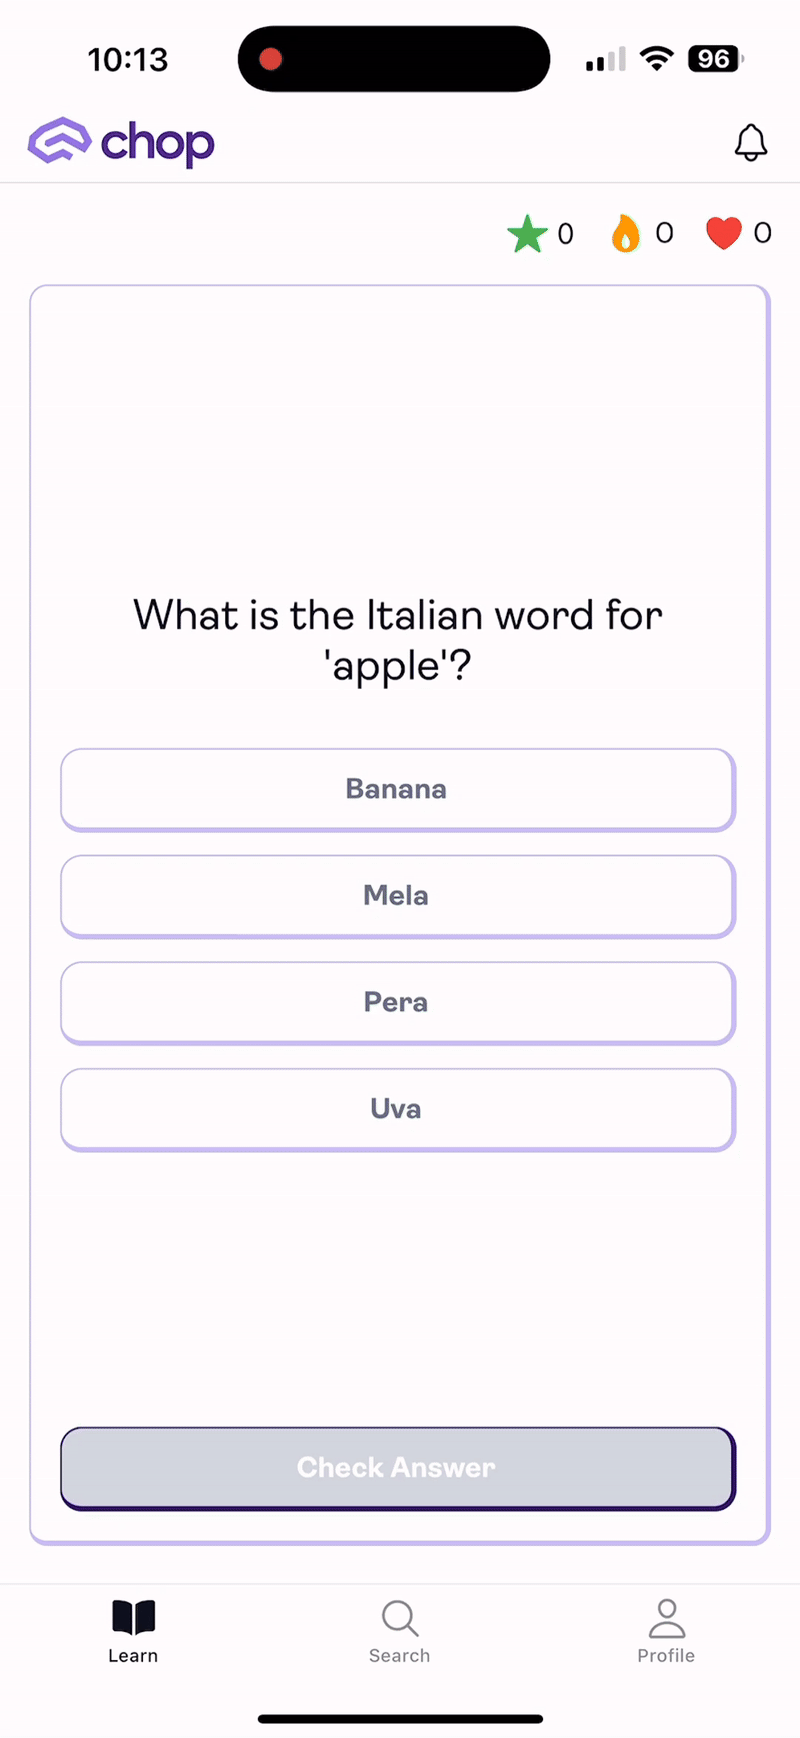 10:13
96
chop
0 0 0
What is the Italian word for
'apple'?
Banana
Mela
Pera
Uva
Check Answer
Learn Search Profile